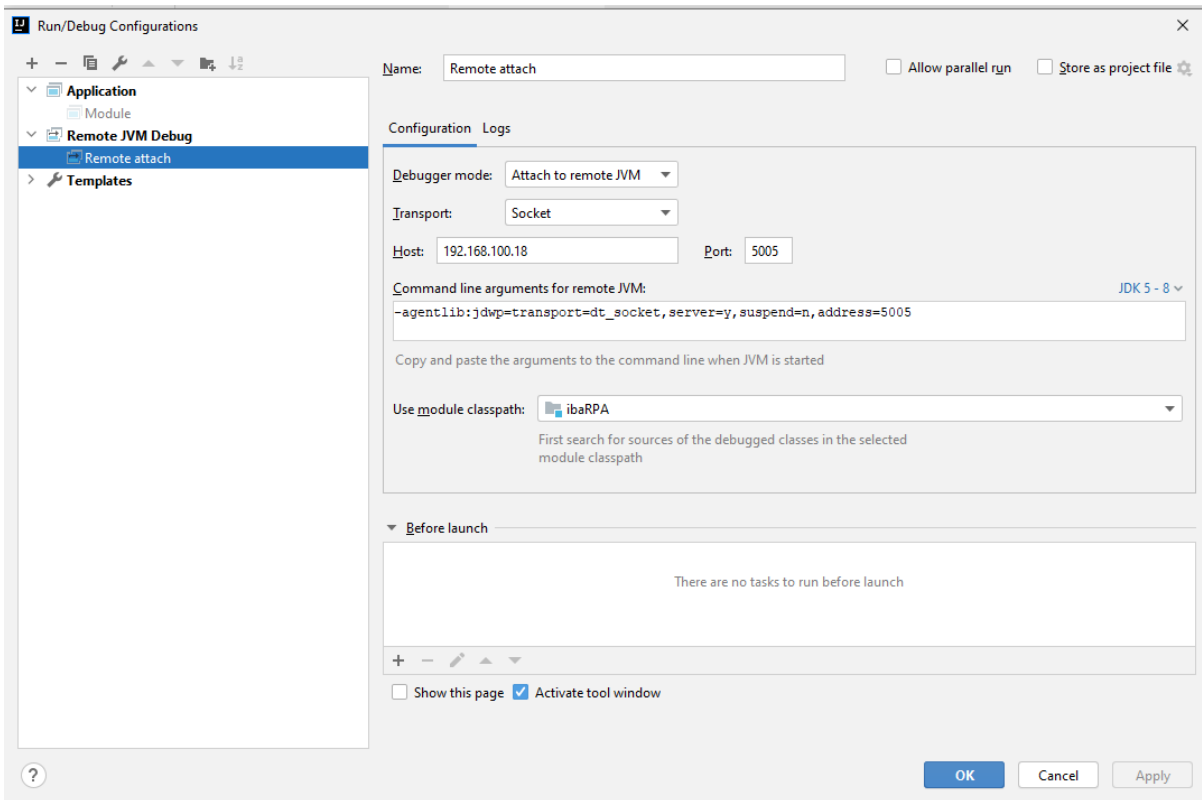 Run/Debug Configurations
Name: Remote attach Allow parallel run Store as project file
Application
Module
Remote JVM Debug
Remote attach
Templates
Configuration Logs
Debugger mode: Attach to remote JVM
Transport: Socket
Host: 192.168.100.18 Port: 5005
Command line arguments for remote JVM: JDK 5 - 8
-agentlib:jdwp=transport=dt_socket,server=y,suspend=n,address=5005
Copy and paste the arguments to the command line when JVM is started
Use module classpath: ibaRPA
First search for sources of the debugged classes in the selected
module classpath
Before launch
There are no tasks to run before launch
Show this page Activate tool window
? OK Cancel Apply